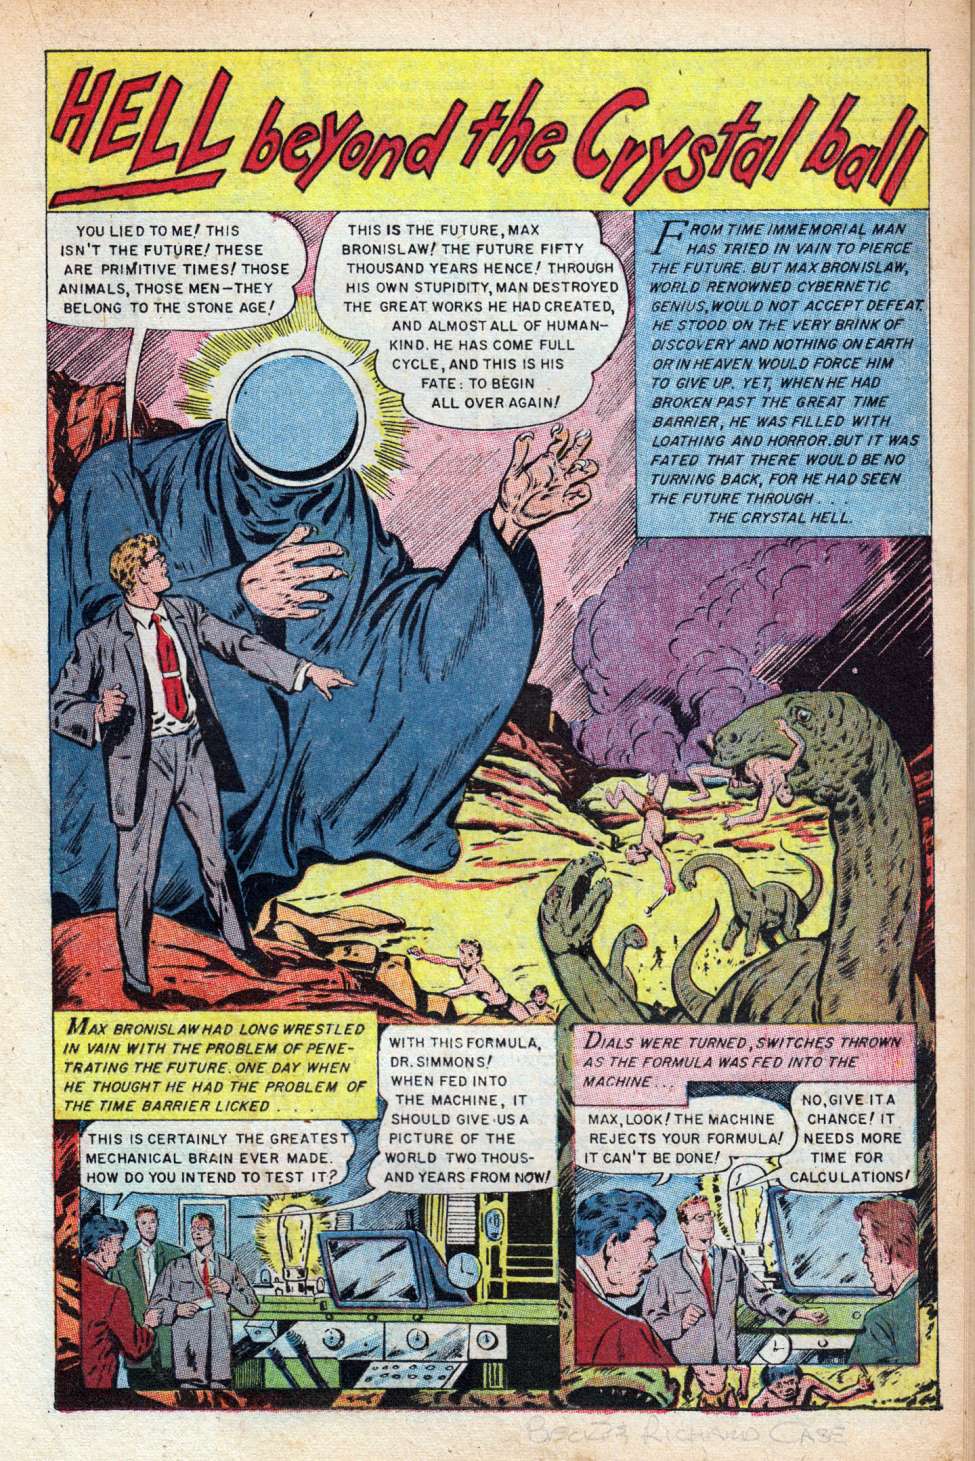 HELL beyond the Crystal ball
YOU LIED TO ME! THIS
ISN'T THE FUTURE! THESE
ARE PRIMITIVE TIMES! THOSE
ANIMALS, THOSE MEN—THEY
BELONG TO THE STONE AGE!
THIS IS THE FUTURE, MAX
BRONISLAW! THE FUTURE FIFTY
THOUSAND YEARS HENCE! THROUGH
HIS OWN STUPIDITY, MAN DESTROYED
THE GREAT WORKS HE HAD CREATED,
AND ALMOST ALL OF HUMAN-
KIND. HE HAS COME FULL
CYCLE, AND THIS IS HIS
FATE: TO BEGIN
ALL OVER AGAIN!
FROM TIME IMMEMORIAL MAN
HAS TRIED IN VAIN TO PIERCE
THE FUTURE. BUT MAX BRONISLAW,
WORLD RENOWNED CYBERNETIC
GENIUS, WOULD NOT ACCEPT DEFEAT.
HE STOOD ON THE VERY BRINK OF
DISCOVERY AND NOTHING ON EARTH
OR IN HEAVEN WOULD FORCE HIM
TO GIVE UP. YET, WHEN HE HAD
BROKEN PAST THE GREAT TIME
BARRIER, HE WAS FILLED WITH
LOATHING AND HORROR. BUT IT WAS
FATED THAT THERE WOULD BE NO
TURNING BACK, FOR HE HAD SEEN
THE FUTURE THROUGH . . .
THE CRYSTAL HELL.
MAX BRONISLAW HAD LONG WRESTLED
IN VAIN WITH THE PROBLEM OF PENE-
TRATING THE FUTURE. ONE DAY WHEN
HE THOUGHT HE HAD THE PROBLEM OF
THE TIME BARRIER LICKED . . .
THIS IS CERTAINLY THE GREATEST
MECHANICAL BRAIN EVER MADE.
HOW DO YOU INTEND TO TEST IT?
WITH THIS FORMULA,
DR. SIMMONS!
WHEN FED INTO
THE MACHINE, IT
SHOULD GIVE US A
PICTURE OF THE
WORLD TWO THOUS-
AND YEARS FROM NOW!
DIALS WERE TURNED, SWITCHES THROWN
AS THE FORMULA WAS FED INTO THE
MACHINE . . .
MAX, LOOK! THE MACHINE
REJECTS YOUR FORMULA!
IT CAN'T BE DONE!
NO, GIVE IT A
CHANCE! IT
NEEDS MORE
TIME FOR
CALCULATIONS!
RICHARD CASE